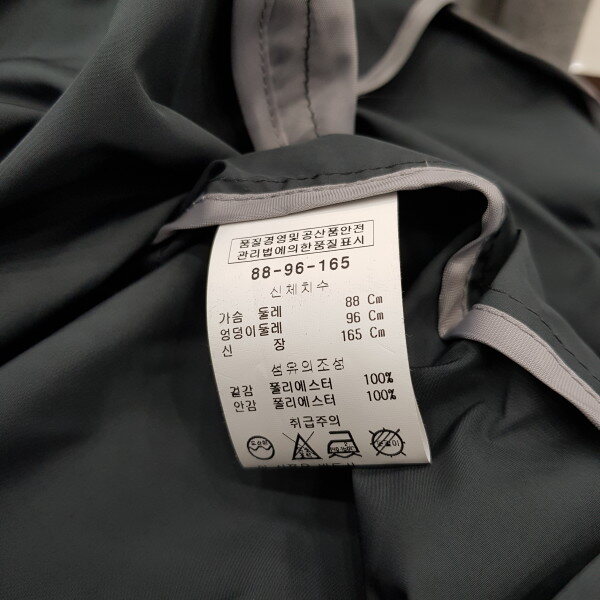 품질경영및공산품안전
관리법에의한품질표시
88-96-165
신체치수
가슴 둘레 88 Cm
엉덩이둘레 96 Cm
신 장 165 Cm
섬유의조성
겉감 폴리에스터 100%
안감 폴리에스터 100%
취급주의